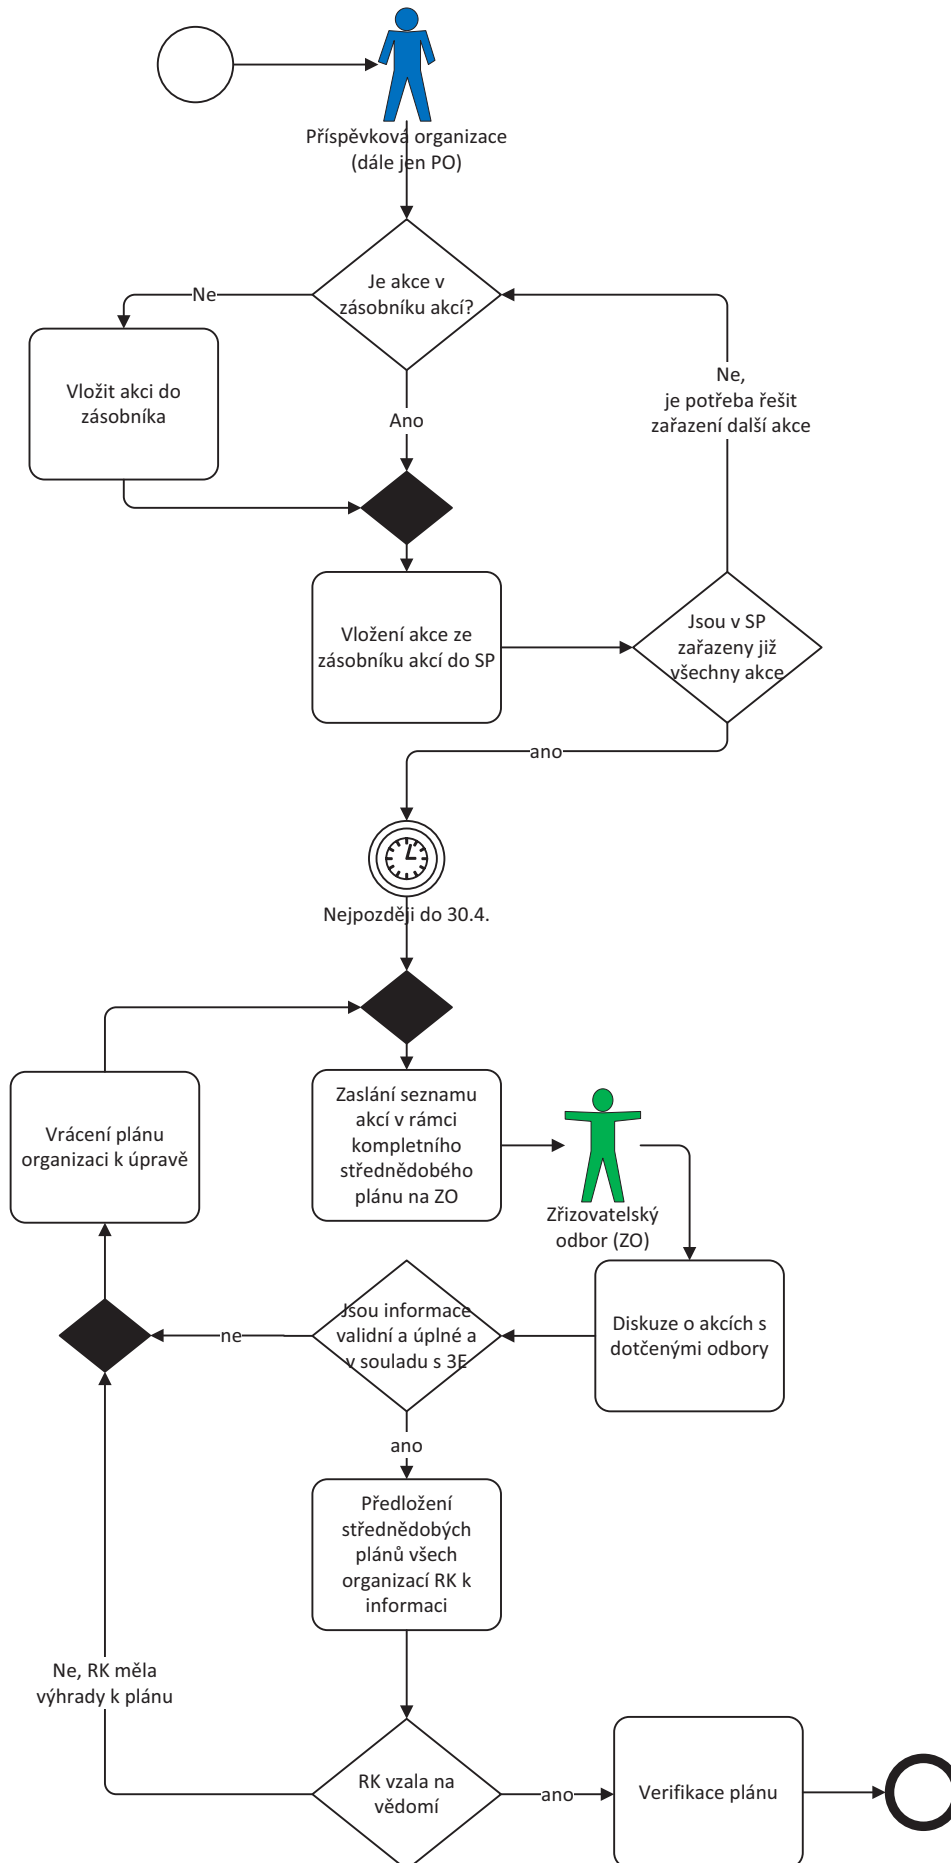 Příspěvková organizace
(dále jen PO)
Je akce v
zásobníku akcí?
Ne
Vložit akci do
zásobníka
Ano
Ne,
je potřeba řešit
zařazení další akce
Vložení akce ze
zásobníku akcí do SP
Jsou v SP
zařazeny již
všechny akce
ano
Nejpozději do 30.4.
Vrácení plánu
organizaci k úpravě
Zaslání seznamu
akcí v rámci
kompletního
střednědobého
plánu na ZO
Zřizovatelský
odbor (ZO)
Diskuze o akcích s
dotčenými odbory
Jsou informace
validní a úplné a
v souladu s 3E
ne
ano
Předložení
střednědobých
plánů všech
organizací RK k
informaci
Ne, RK měla
výhrady k plánu
RK vzala na
vědomí
ano
Verifikace plánu